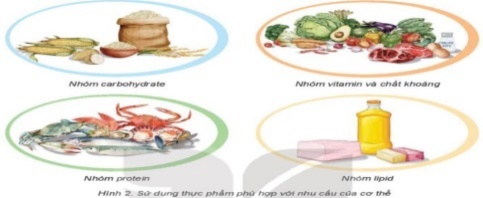 Nhóm carbohydrate
Nhóm vitamin và chất khoáng
Nhóm protein
Nhóm lipid
Hình 2. Sử dụng thực phẩm phù hợp với nhu cầu của cơ thể